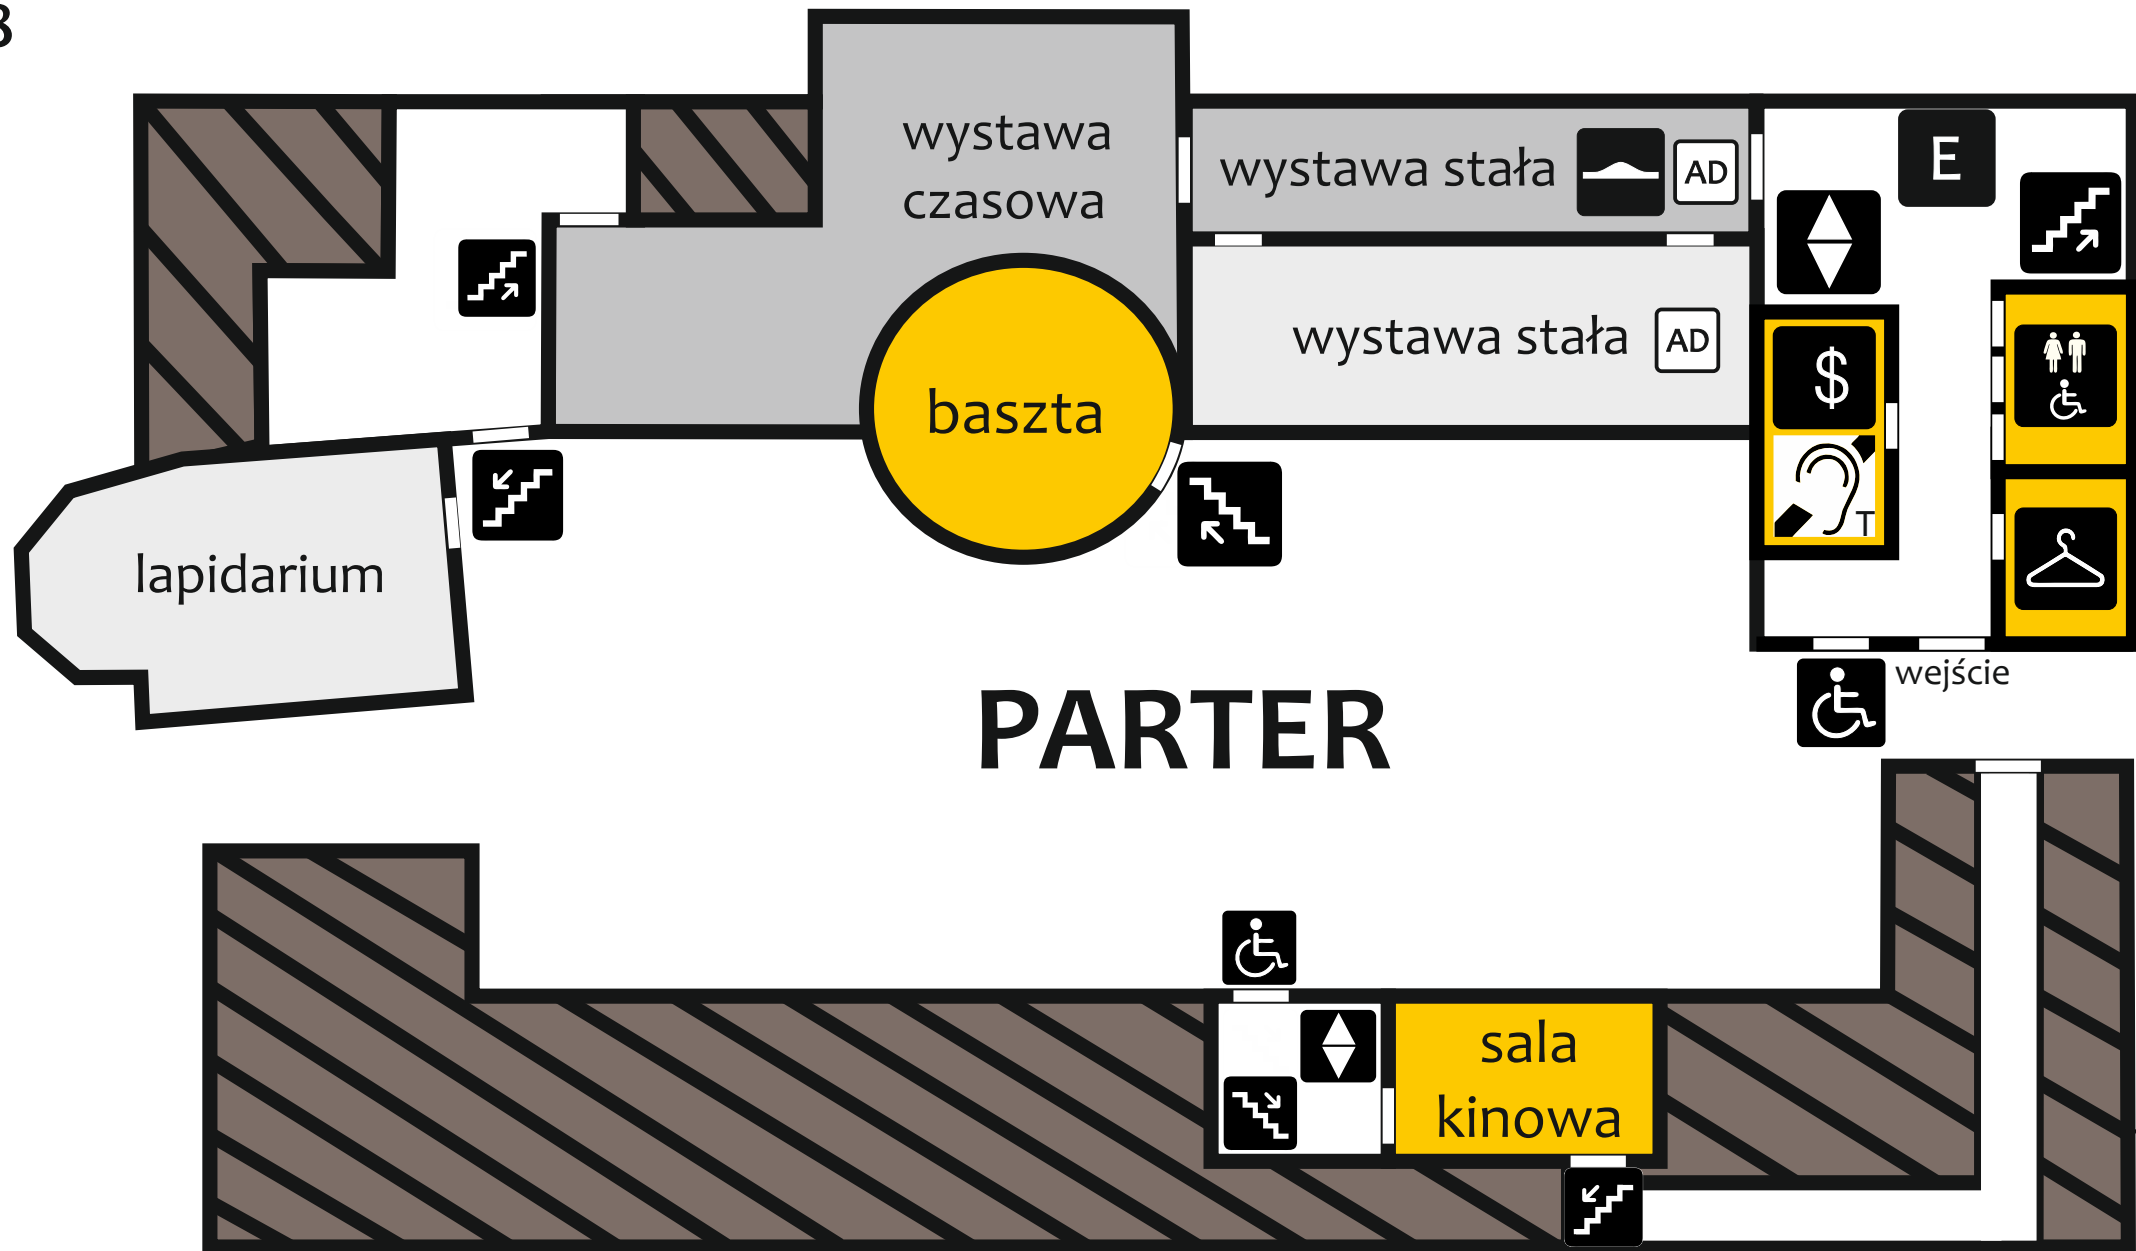 wystawa
czasowa
wystawa stała AD
E
wystawa stała AD
$
baszta
T
lapidarium
wejście
PARTER
sala
kinowa